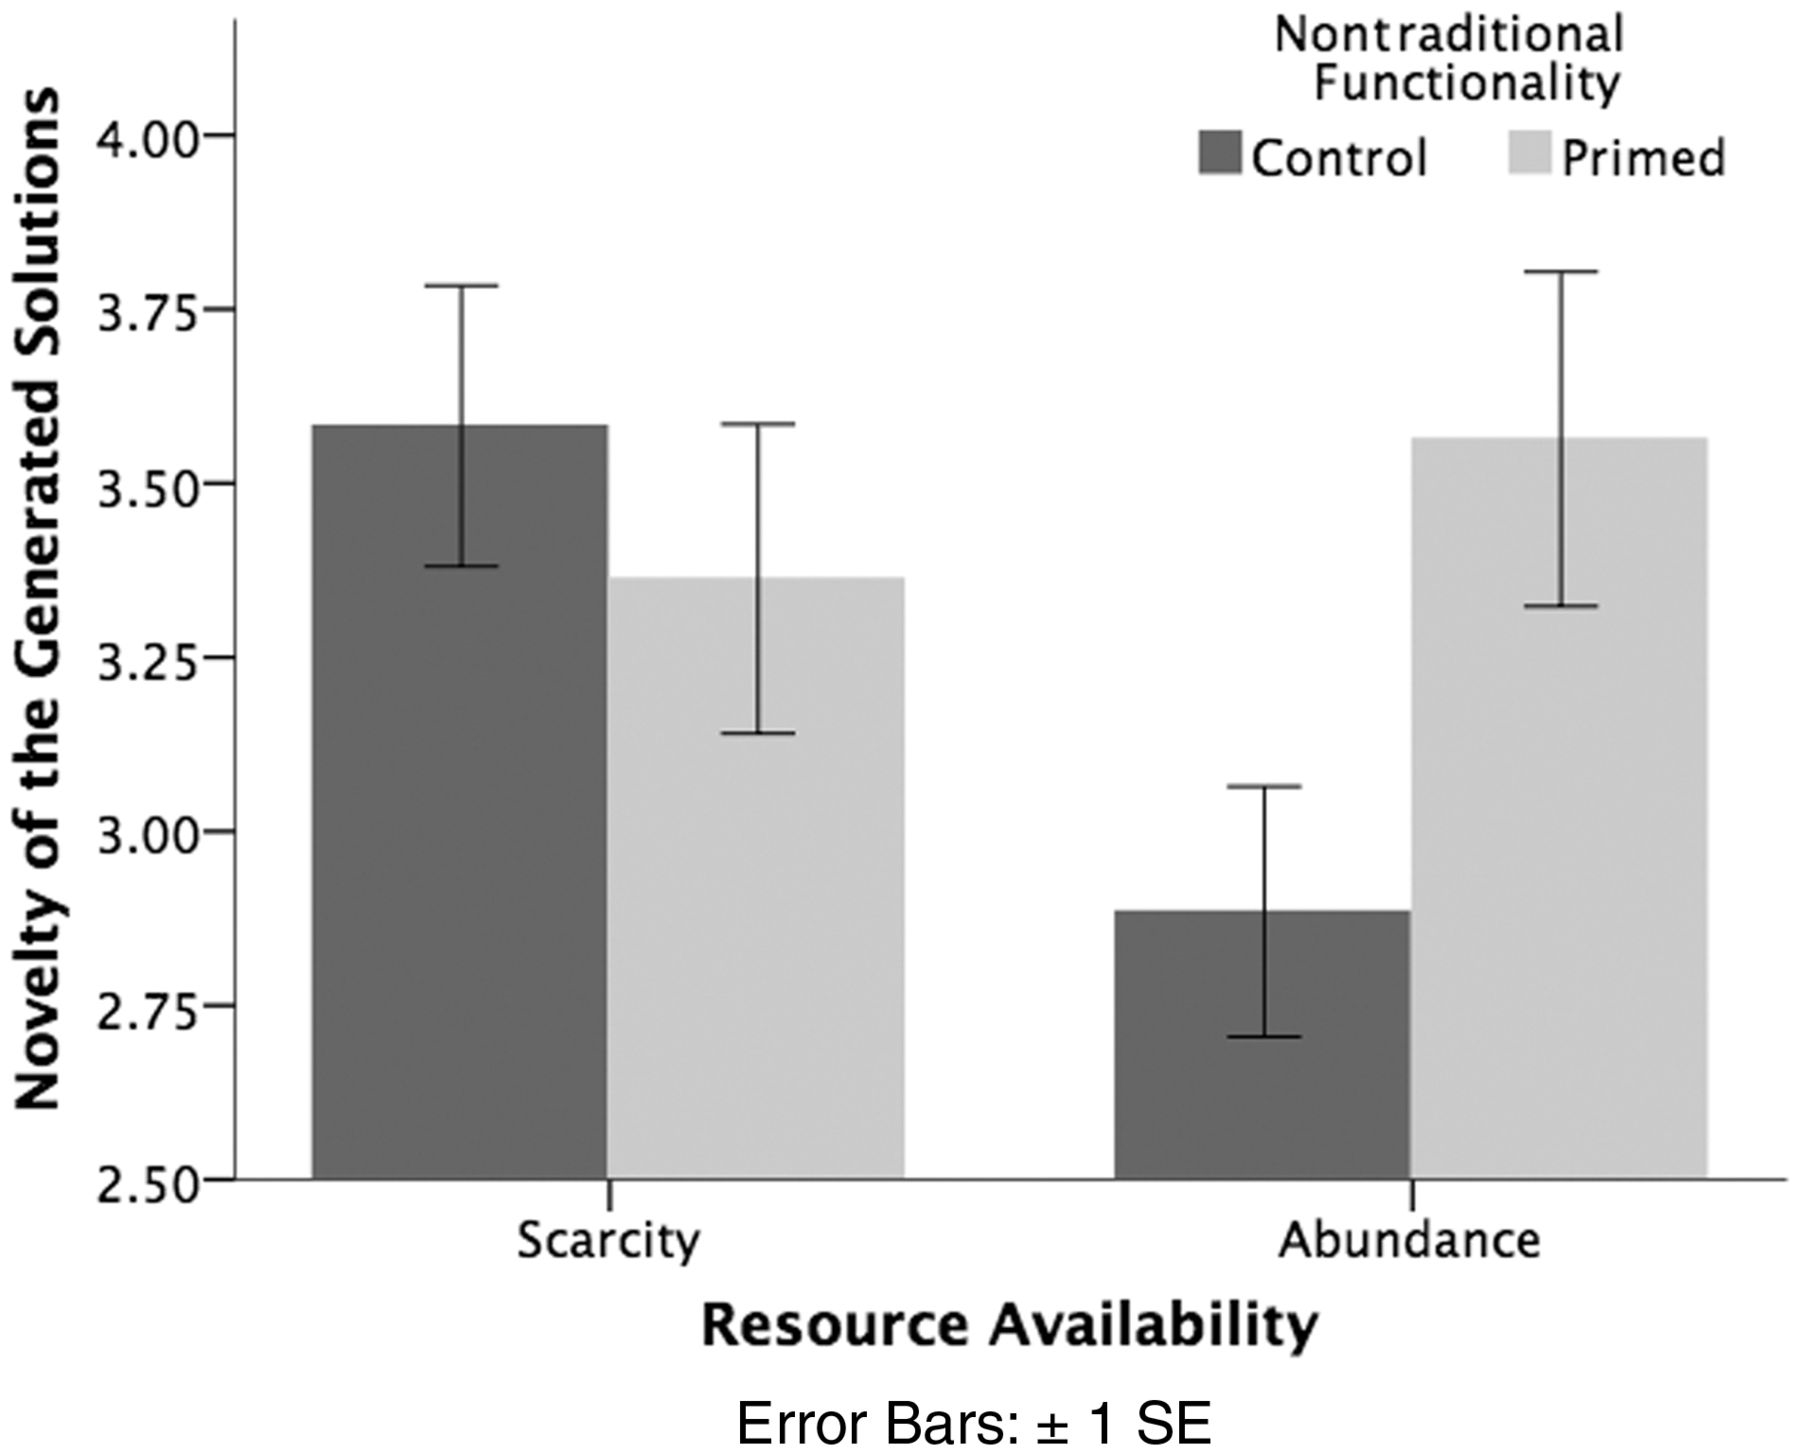 Nontraditional
Functionality
Control
Primed
Novelty of the Generated Solutions
4.00
3.75
3.50
3.25
3.00
2.75
2.50
Scarcity
Abundance
Resource Availability
Error Bars: ± 1 SE